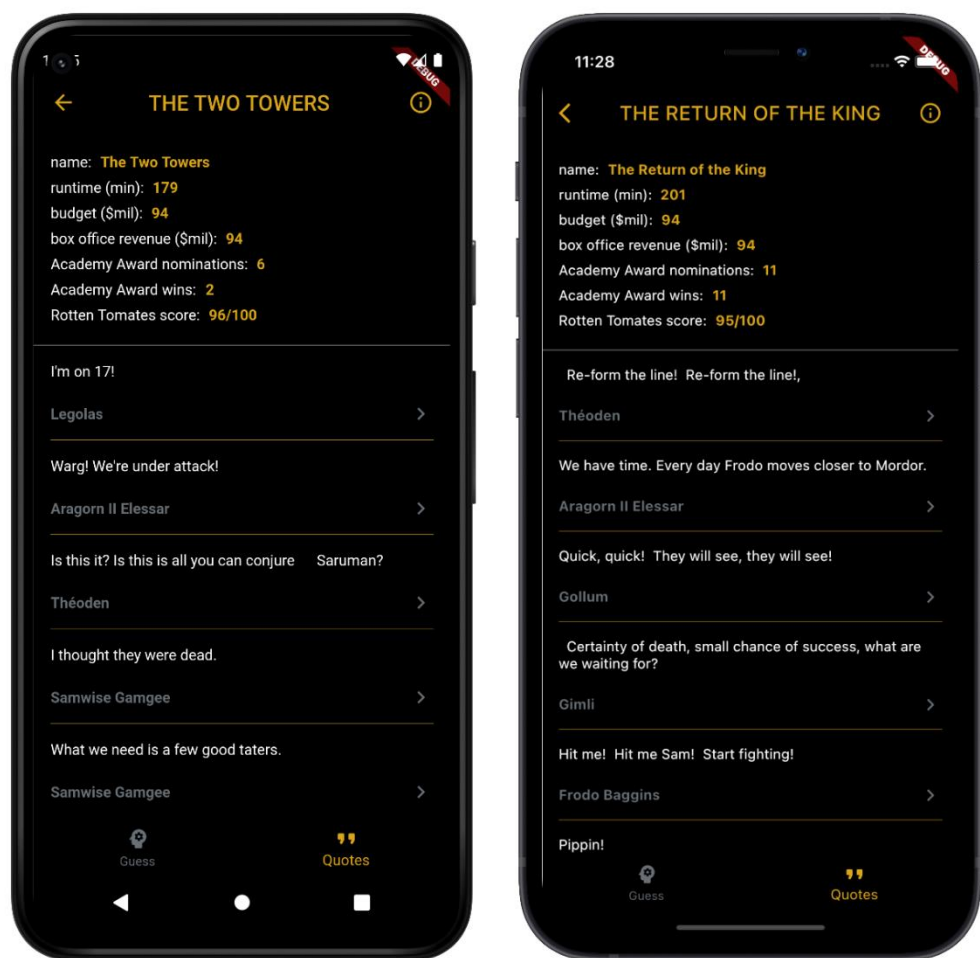 DEBUG
THE TWO TOWERS
name: The Two Towers
runtime (min): 179
budget ($mil): 94
box office revenue ($mil): 94
Academy Award nominations: 6
Academy Award wins: 2
Rotten Tomates score: 96/100
I'm on 17!
Legolas
Warg! We're under attack!
Aragorn II Elessar
Is this it? Is this is all you can conjure Saruman?
Théoden
I thought they were dead.
Samwise Gamgee
What we need is a few good taters.
Samwise Gamgee
Guess
Quotes
11:28
DEBUG
THE RETURN OF THE KING
name: The Return of the King
runtime (min): 201
budget ($mil): 94
box office revenue ($mil): 94
Academy Award nominations: 11
Academy Award wins: 11
Rotten Tomates score: 95/100
Re-form the line! Re-form the line!,
Théoden
We have time. Every day Frodo moves closer to Mordor.
Aragorn II Elessar
Quick, quick! They will see, they will see!
Gollum
Certainty of death, small chance of success, what are
we waiting for?
Gimli
Hit me! Hit me Sam! Start fighting!
Frodo Baggins
Pippin!
Guess
Quotes